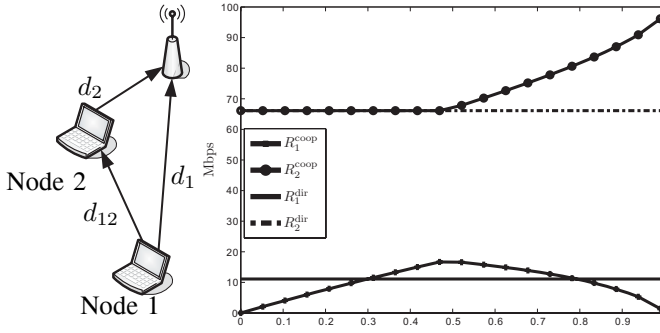 d₂
d₁
d₁₂
Node 2
Node 1
Mbps
100
90
80
70
60
50
40
30
20
10
0
R₁ᶜᵒᵒᵖ
R₂ᶜᵒᵒᵖ
R₁ᵈⁱʳ
R₂ᵈⁱʳ
0 0.1 0.2 0.3 0.4 0.5 0.6 0.7 0.8 0.9